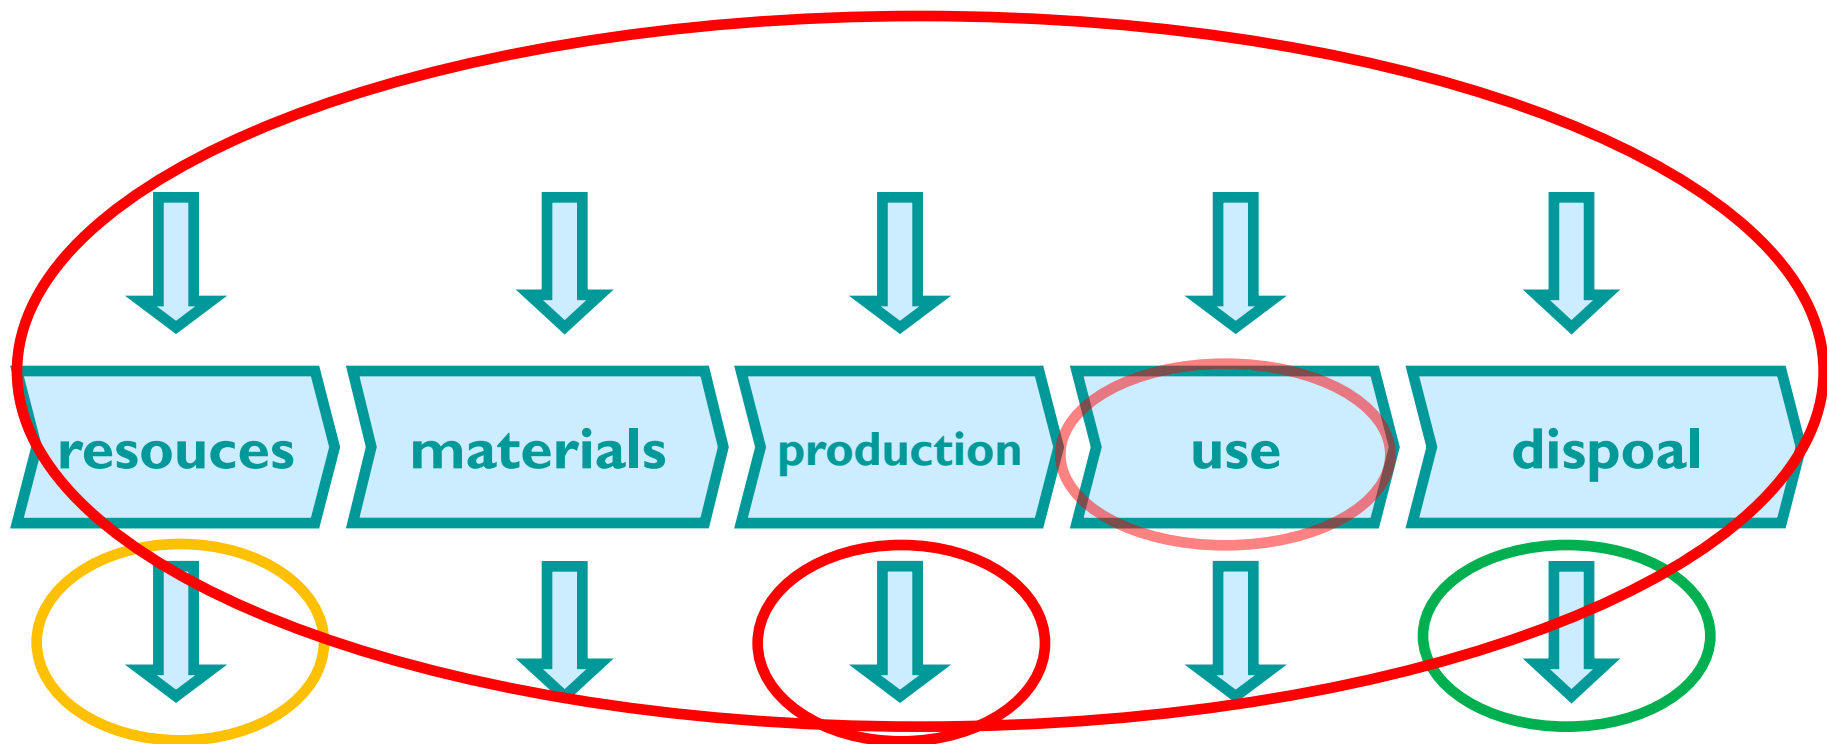 resouces
materials
production
use
dispoal